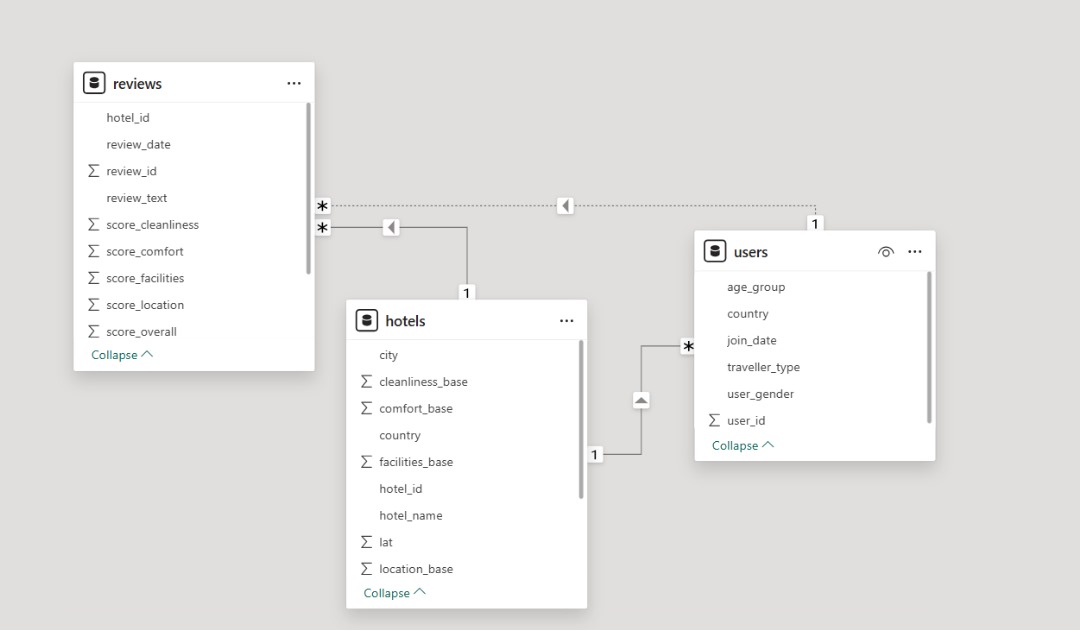 reviews
hotel_id
review_date
review_id
review_text
score_cleanliness
score_comfort
score_facilities
score_location
score_overall
Collapse
*
*
1
1
users
age_group
country
join_date
traveller_type
user_gender
user_id
Collapse
*
1
hotels
city
cleanliness_base
comfort_base
country
facilities_base
hotel_id
hotel_name
lat
location_base
Collapse